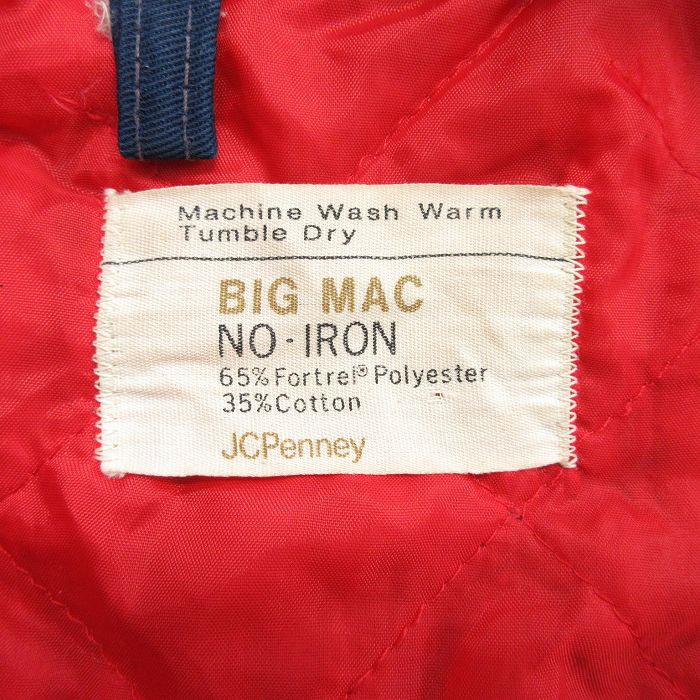 Machine Wash Warm
Tumble Dry
BIG MAC
NO-IRON
65% Fortrel® Polyester
35% Cotton
JCPenney